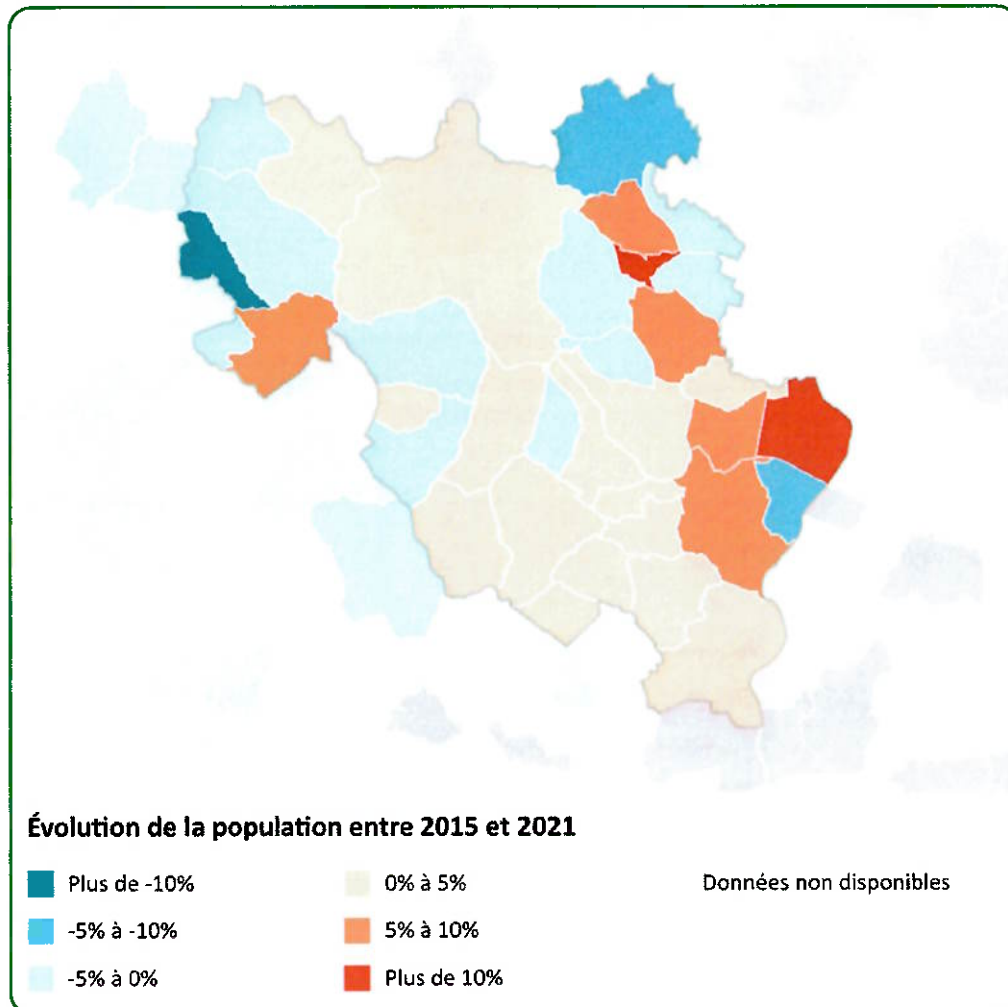 Évolution de la population entre 2015 et 2021
Plus de -10%
-5% à -10%
-5% à 0%
0% à 5%
5% à 10%
Plus de 10%
Données non disponibles